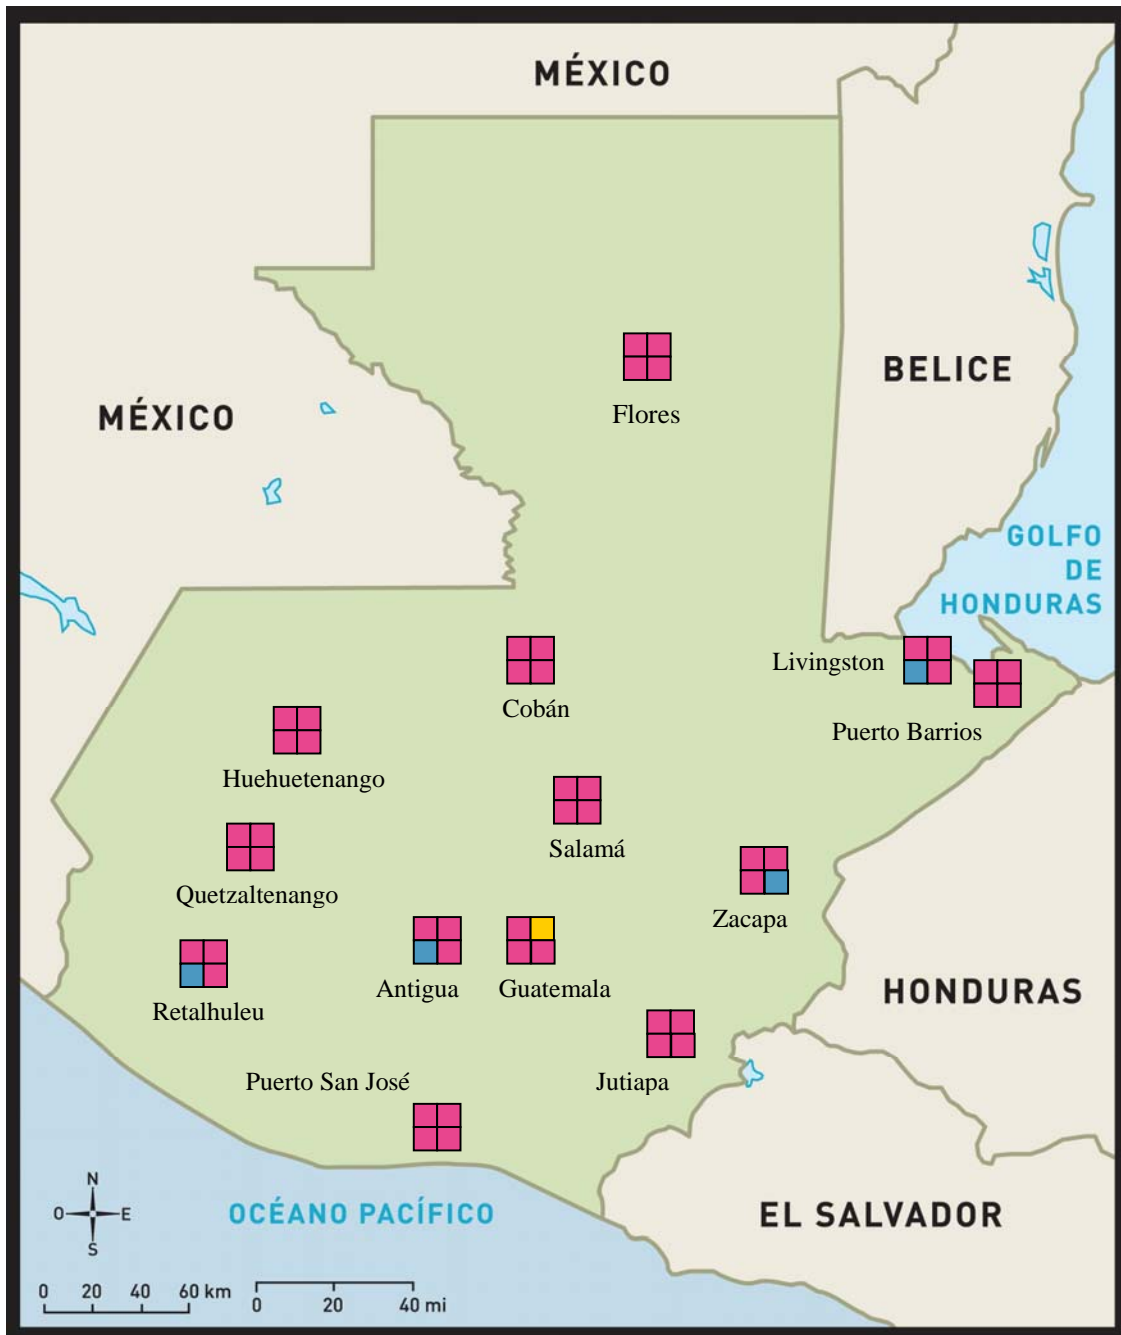 MÉXICO
MÉXICO
BELICE
Flores
GOLFO
DE
HONDURAS
Livingston
Cobán
Puerto Barrios
Huehuetenango
Salamá
Quetzaltenango
Zacapa
Antigua
Guatemala
Retalhuleu
HONDURAS
Puerto San José
Jutiapa
N
O E
S
OCÉANO PACÍFICO
EL SALVADOR
0 20 40 60 km
0 20 40 mi